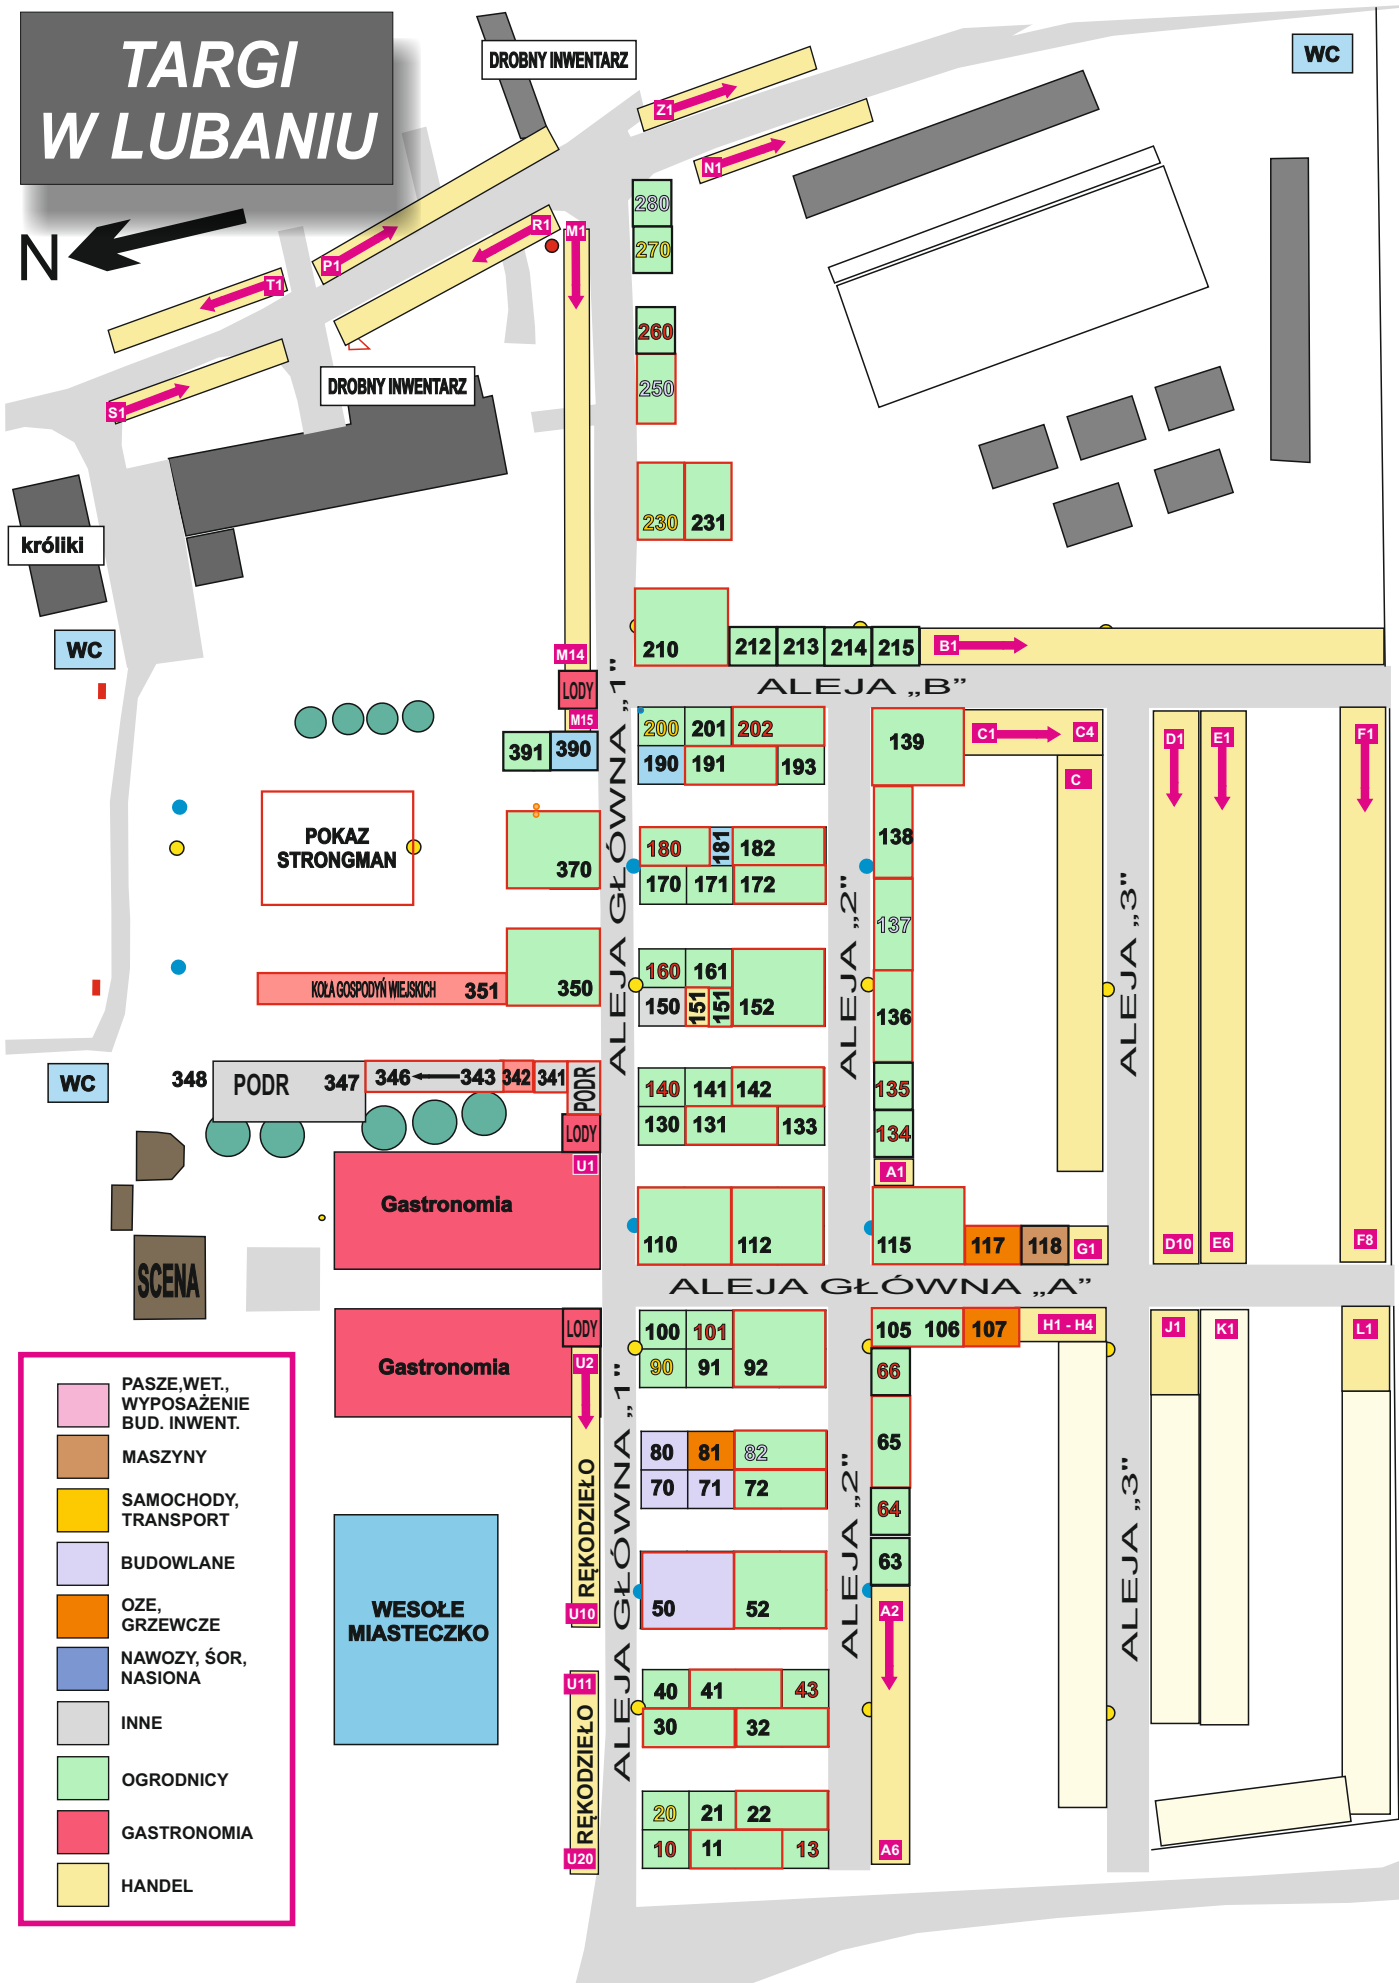 TARGI
W LUBANIU
DROBNY INWENTARZ
WC
Z1
N1
N
280
270
R1
M1
P1
T1
260
250
DROBNY INWENTARZ
S1
230
231
króliki
WC
210
212
213
214
215
B1
M14
LODY
M15
ALEJA „B”
391
390
200
201
202
190
191
193
139
C1
C4
C
D1
E1
F1
ALEJA GŁÓWNA „1”
POKAZ
STRONGMAN
370
180
181
182
170
171
172
138
137
136
ALEJA „2”
ALEJA „3”
KOŁA GOSPODYŃ WIEJSKICH
351
350
160
161
150
151
151
152
WC
348
PODR
347
346
343
342
341
PODR
LODY
U1
140
141
142
130
131
133
135
134
A1
Gastronomia
110
112
115
117
118
G1
D10
E6
F8
SCENA
ALEJA GŁÓWNA „A”
Gastronomia
LODY
U2
100
101
90
91
92
105
106
107
H1 - H4
J1
K1
L1
66
65
64
63
80
81
82
70
71
72
RĘKODZIEŁO
U10
ALEJA GŁÓWNA „1”
ALEJA „2”
ALEJA „3”
WESOŁE
MIASTECZKO
50
52
A2
U11
RĘKODZIEŁO
U20
40
41
43
30
32
20
21
22
10
11
13
A6
PASZE,WET.,
WYPOSAŻENIE
BUD. INWENT.
MASZYNY
SAMOCHODY,
TRANSPORT
BUDOWLANE
OZE,
GRZEWCZE
NAWOZY, ŚOR,
NASIONA
INNE
OGRODNICY
GASTRONOMIA
HANDEL